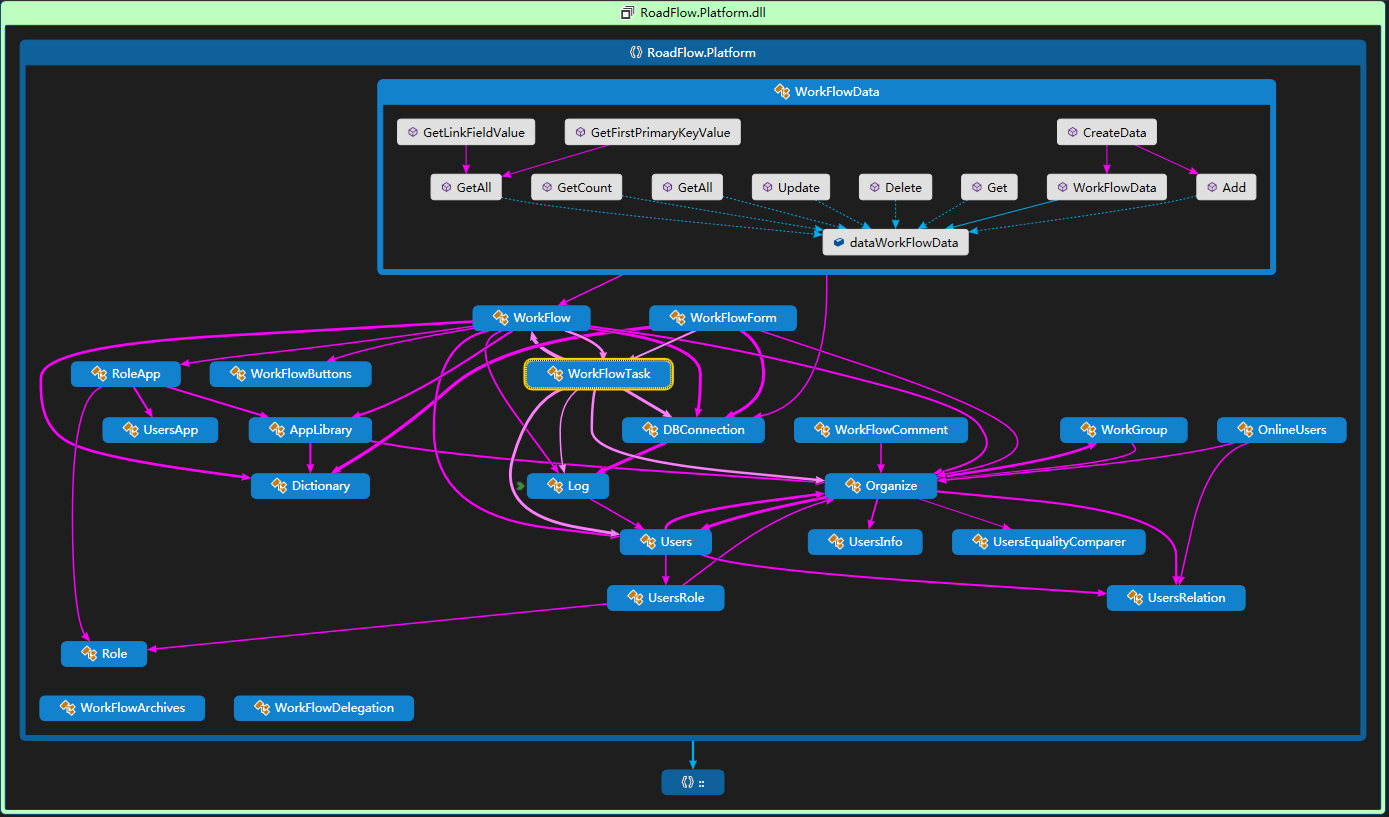 RoadFlow.Platform.dll
RoadFlow.Platform
WorkFlowData
GetLinkFieldValue
GetFirstPrimaryKeyValue
CreateData
GetAll
GetCount
GetAll
Update
Delete
Get
WorkFlowData
Add
dataWorkFlowData
WorkFlow
WorkFlowForm
RoleApp
WorkFlowButtons
WorkFlowTask
UsersApp
AppLibrary
DBConnection
WorkFlowComment
WorkGroup
OnlineUsers
Dictionary
Log
Organize
Users
UsersInfo
UsersEqualityComparer
UsersRole
UsersRelation
Role
WorkFlowArchives
WorkFlowDelegation
::